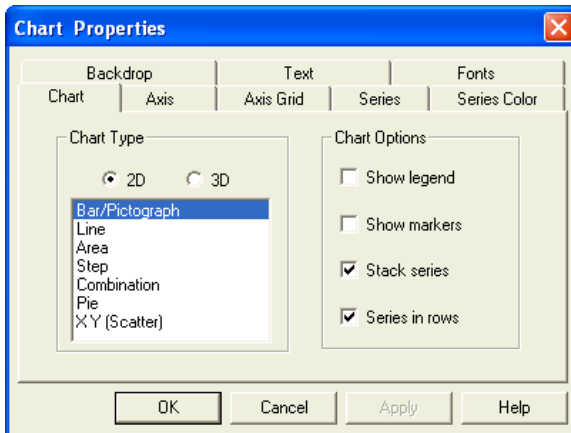 Chart Properties
Backdrop Text Fonts
Chart Axis Axis Grid Series Series Color
Chart Type
2D 3D
Bar/Pictograph
Line
Area
Step
Combination
Pie
X Y (Scatter)
Chart Options
Show legend
Show markers
Stack series
Series in rows
OK Cancel Apply Help